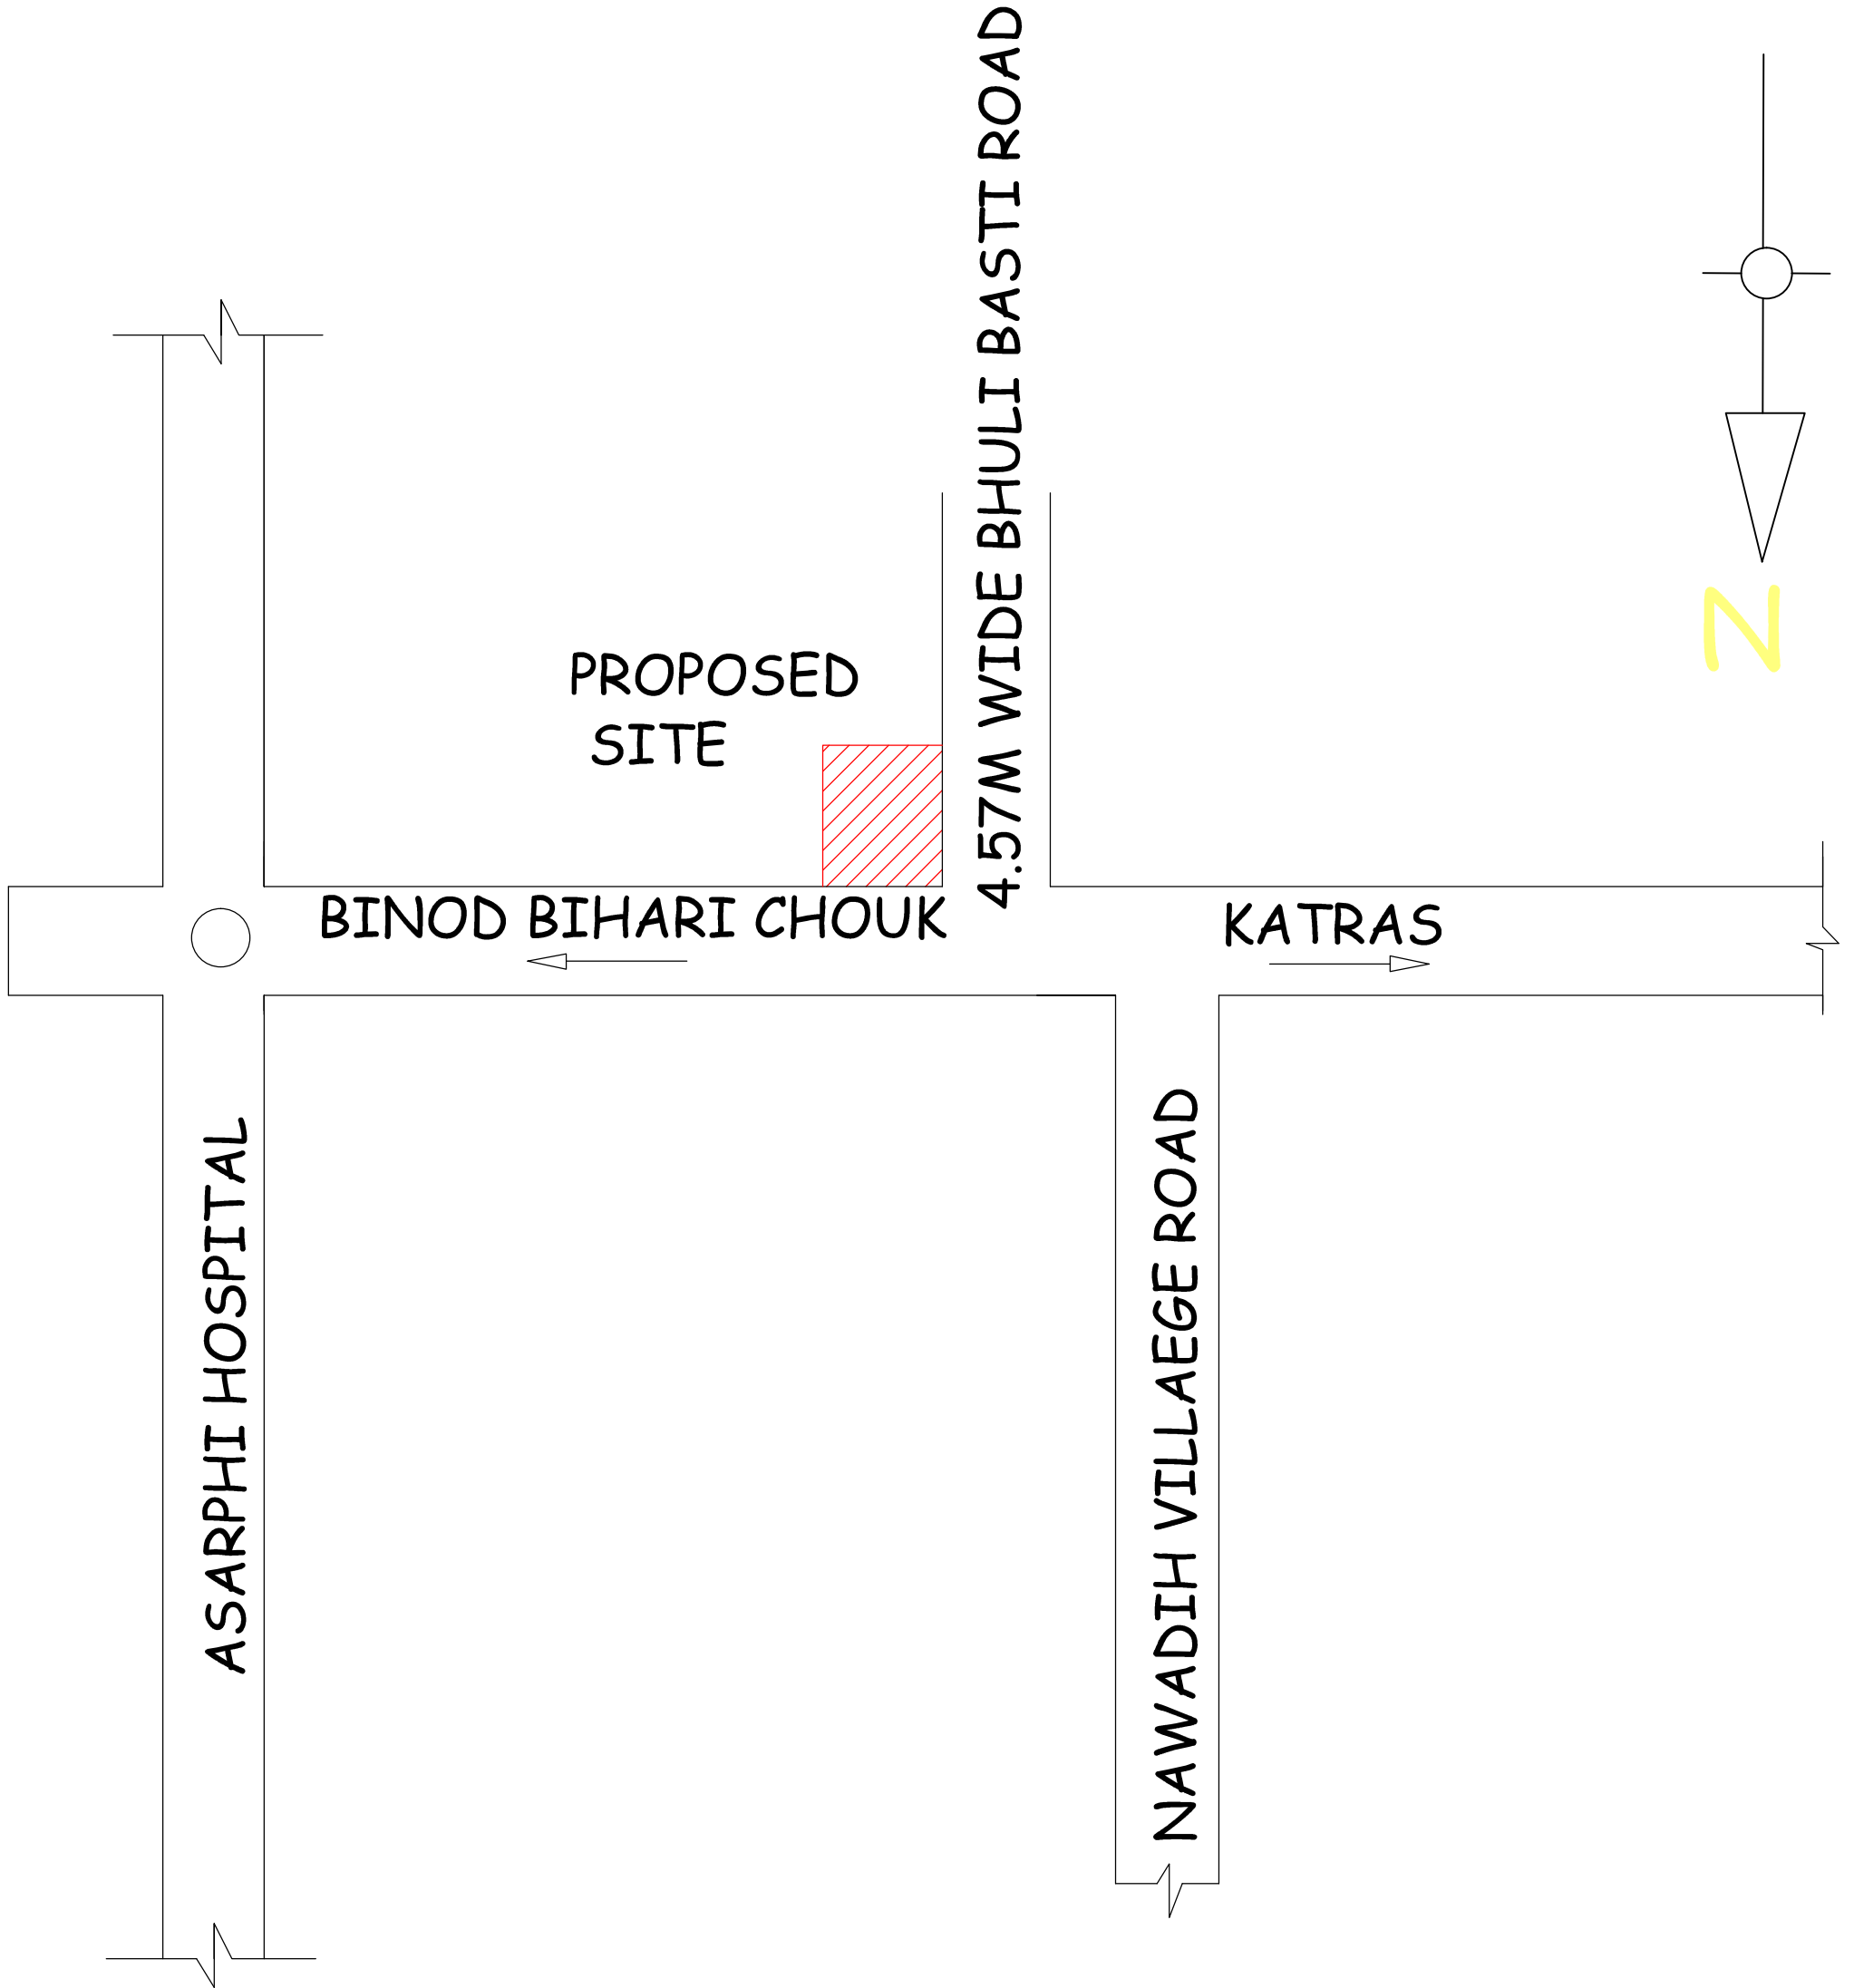 4.57M WIDE BHULI BASTI ROAD
N
PROPOSED
SITE
BINOD BIHARI CHOUK
KATRAS
ASARPHI HOSPITAL
NAWADIH VILLAEGE ROAD